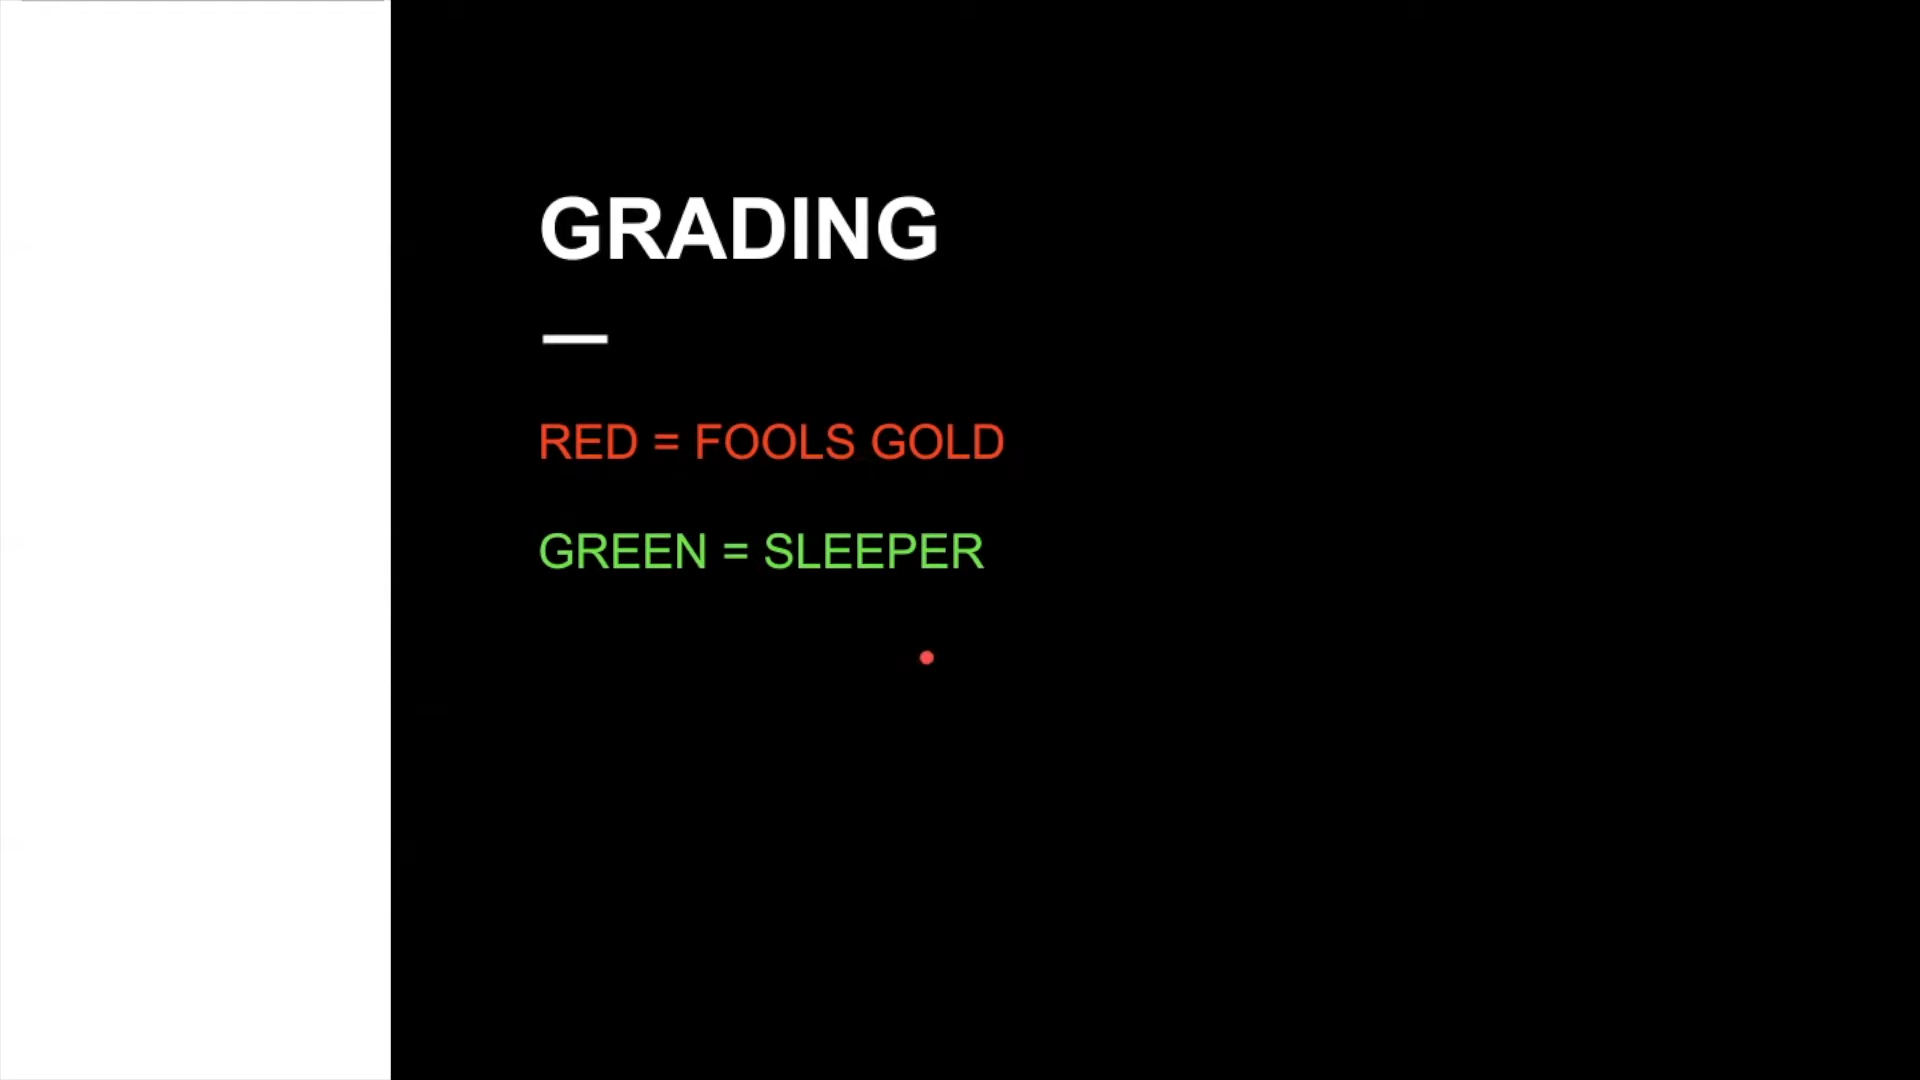 GRADING
RED = FOOLS GOLD
GREEN = SLEEPER